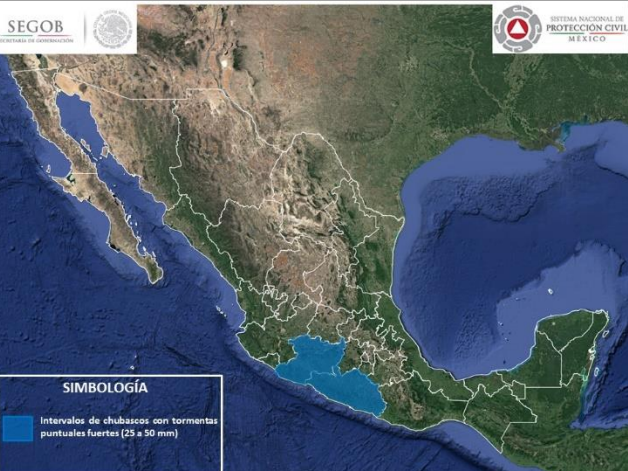 SEGOB
SECRETARÍA DE GOBERNACIÓN
SISTEMA NACIONAL DE
PROTECCIÓN CIVIL
MÉXICO
SIMBOLOGÍA
Intervalos de chubascos con tormentas
puntuales fuertes (25 a 50 mm)